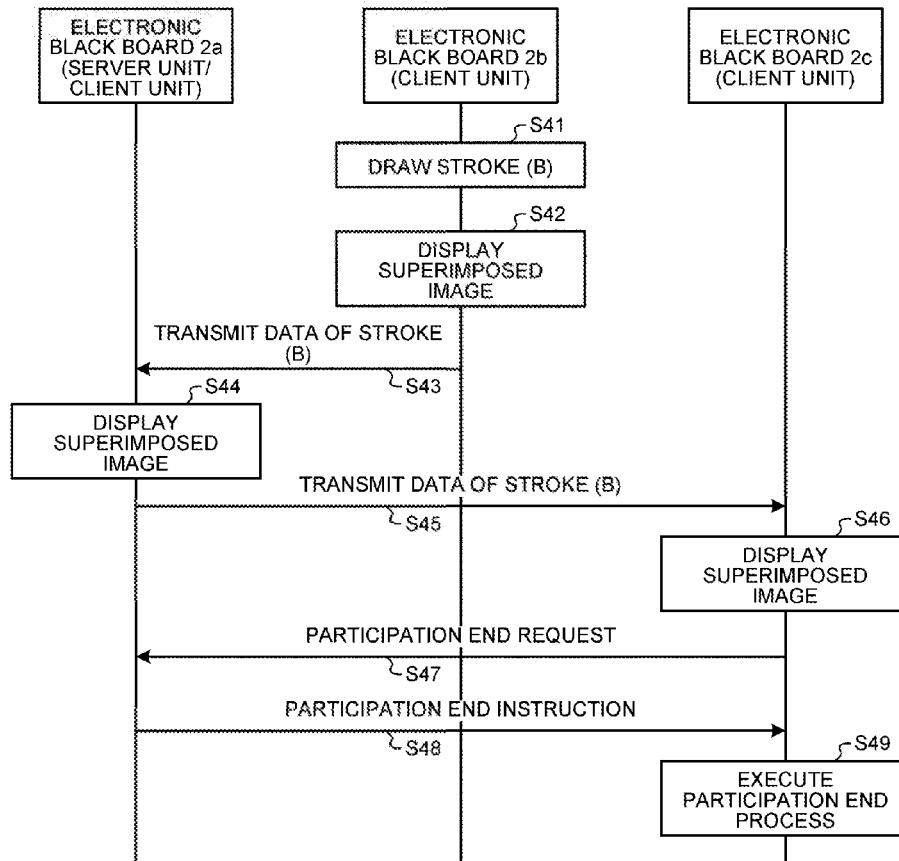 ELECTRONIC
BLACK BOARD 2a
(SERVER UNIT/
CLIENT UNIT)
ELECTRONIC
BLACK BOARD 2b
(CLIENT UNIT)
ELECTRONIC
BLACK BOARD 2c
(CLIENT UNIT)
S41
DRAW STROKE (B)
S42
DISPLAY
SUPERIMPOSED
IMAGE
TRANSMIT DATA OF STROKE
(B)
S43
S44
DISPLAY
SUPERIMPOSED
IMAGE
TRANSMIT DATA OF STROKE (B)
S45
S46
DISPLAY
SUPERIMPOSED
IMAGE
PARTICIPATION END REQUEST
S47
PARTICIPATION END INSTRUCTION
S48
S49
EXECUTE
PARTICIPATION END
PROCESS